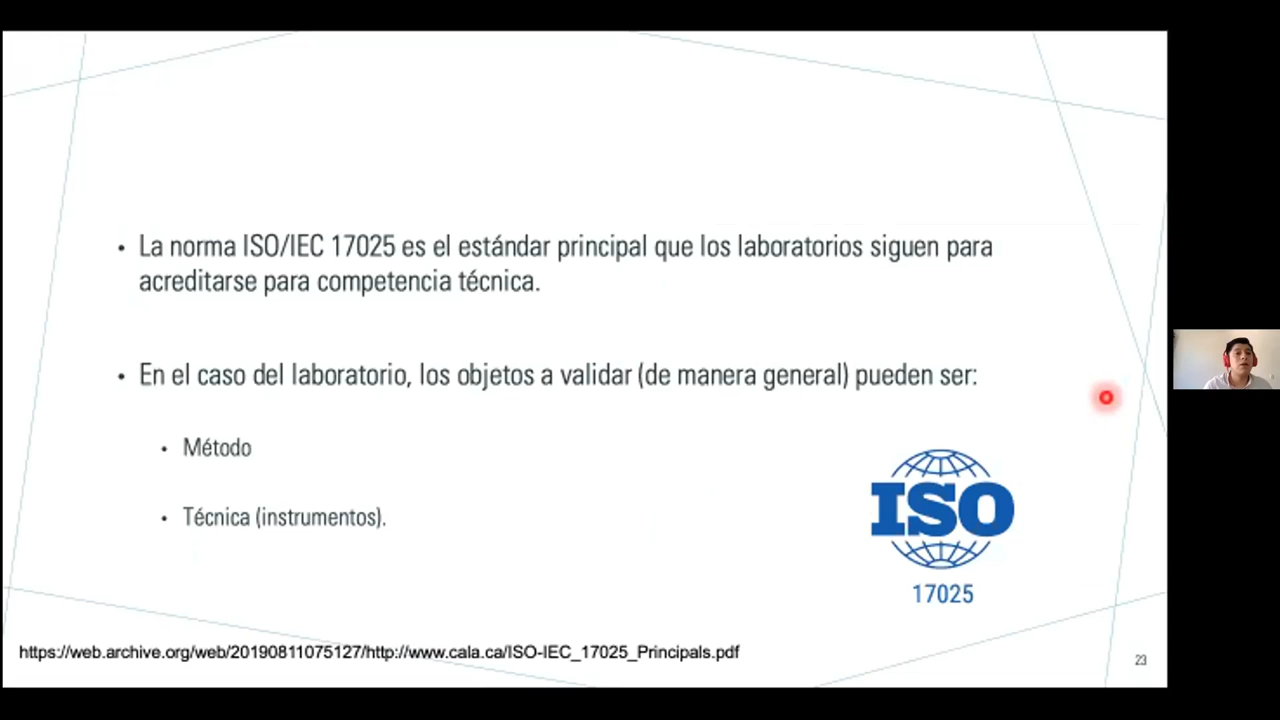 • La norma ISO/IEC 17025 es el estándar principal que los laboratorios siguen para
acreditarse para competencia técnica.
• En el caso del laboratorio, los objetos a validar (de manera general) pueden ser:
• Método
• Técnica (instrumentos).
ISO
17025
https://web.archive.org/web/20190811075127/http://www.cala.ca/ISO-IEC_17025_Principals.pdf
23